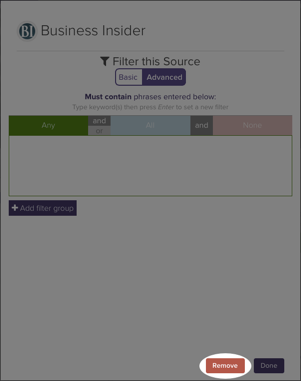 BI Business Insider
Filter this Source
Basic Advanced
Must contain phrases entered below:
Type keyword(s) then press Enter to set a new filter
Any and or All and None
+ Add filter group
Remove Done